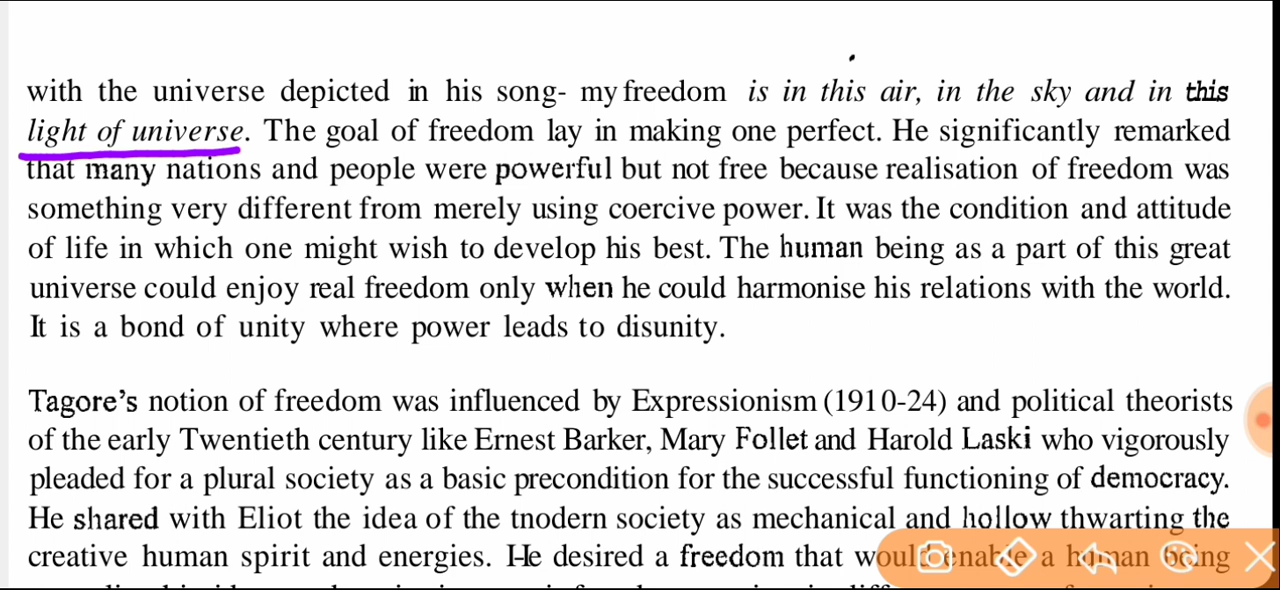 with the universe depicted in his song- my freedom is in this air, in the sky and in this
light of universe. The goal of freedom lay in making one perfect. He significantly remarked
that many nations and people were powerful but not free because realisation of freedom was
something very different from merely using coercive power. It was the condition and attitude
of life in which one might wish to develop his best. The human being as a part of this great
universe could enjoy real freedom only when he could harmonise his relations with the world.
It is a bond of unity where power leads to disunity.
Tagore's notion of freedom was influenced by Expressionism (1910-24) and political theorists
of the early Twentieth century like Ernest Barker, Mary Follet and Harold Laski who vigorously
pleaded for a plural society as a basic precondition for the successful functioning of democracy.
He shared with Eliot the idea of the tnodern society as mechanical and hollow thwarting the
creative human spirit and energies. He desired a freedom that would enable a human being